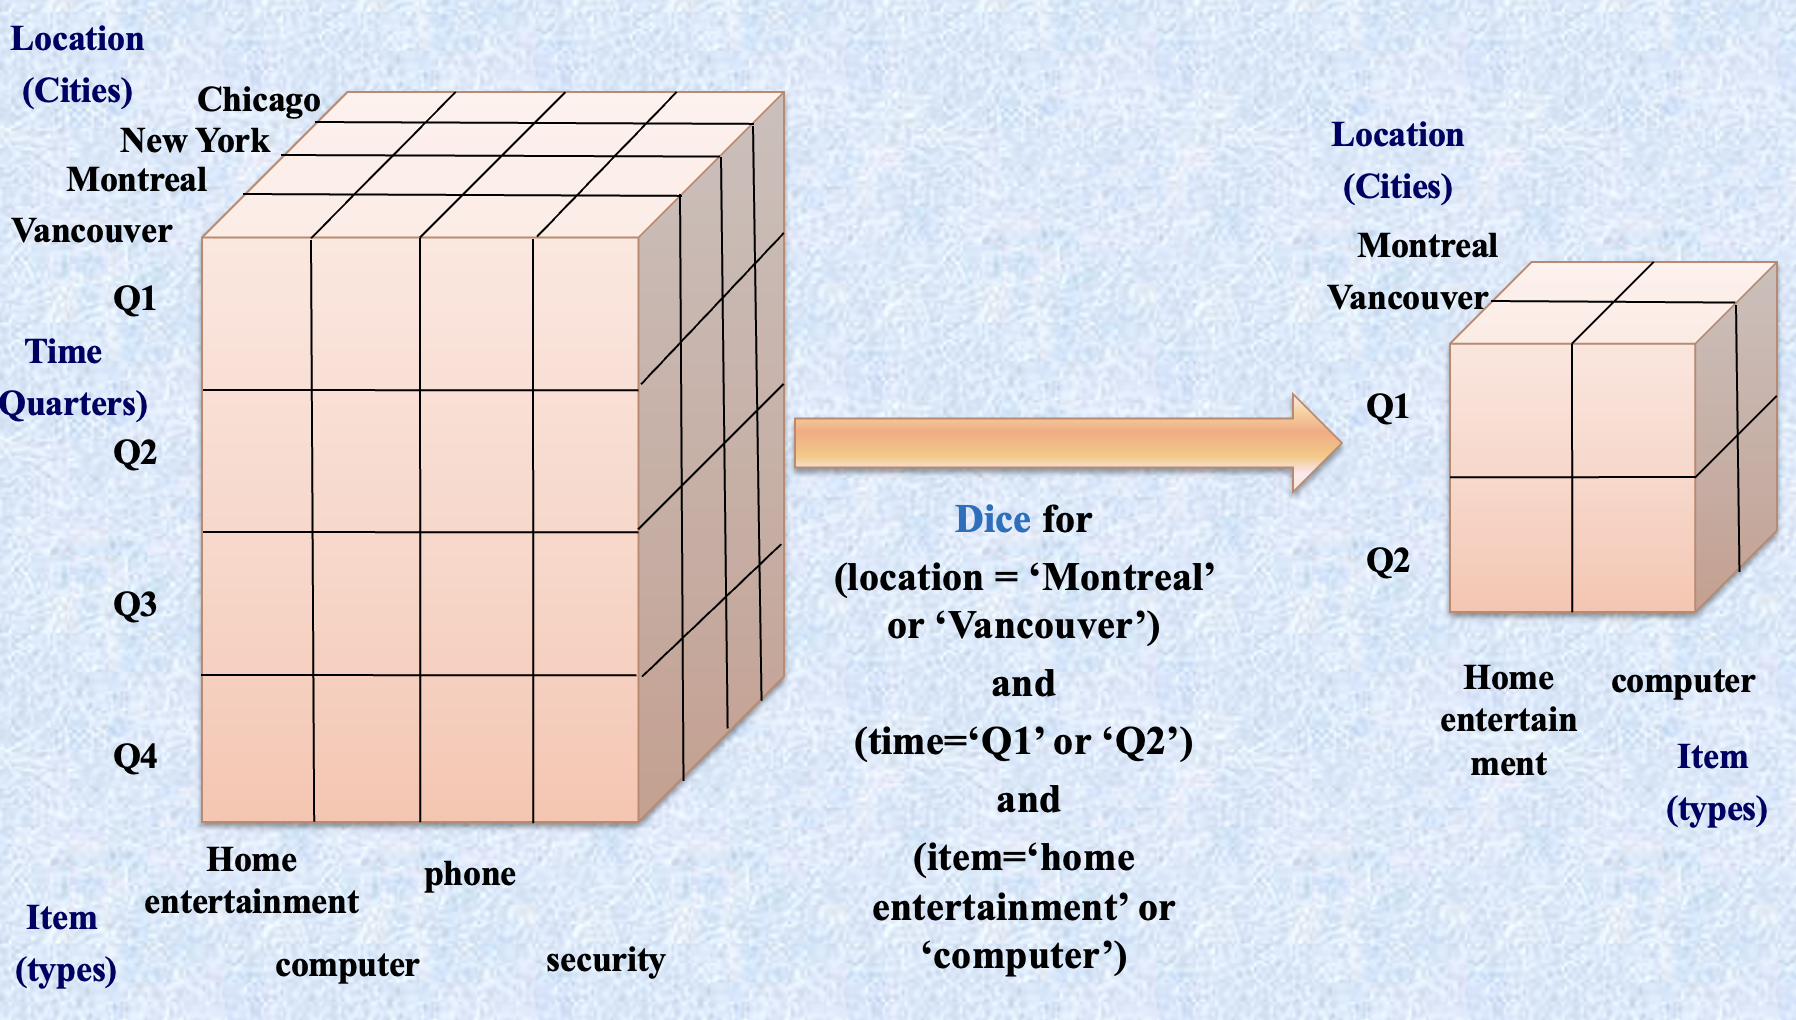 Location
(Cities)
Chicago
New York
Montreal
Vancouver
Q1
Time
Quarters)
Q2
Q3
Q4
Home
entertainment
phone
Item
(types)
computer
security
Dice for
(location = ‘Montreal’
or ‘Vancouver’)
and
(time=‘Q1’ or ‘Q2’)
and
(item=‘home
entertainment’ or
‘computer’)
Location
(Cities)
Montreal
Vancouver
Q1
Q2
Home
entertain
ment
computer
Item
(types)